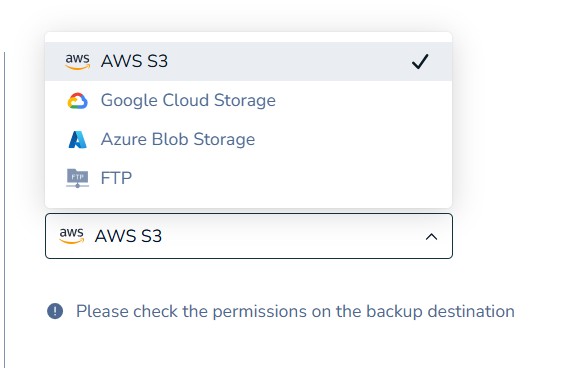 aws AWS S3
Google Cloud Storage
Azure Blob Storage
FTP FTP
aws AWS S3
Please check the permissions on the backup destination